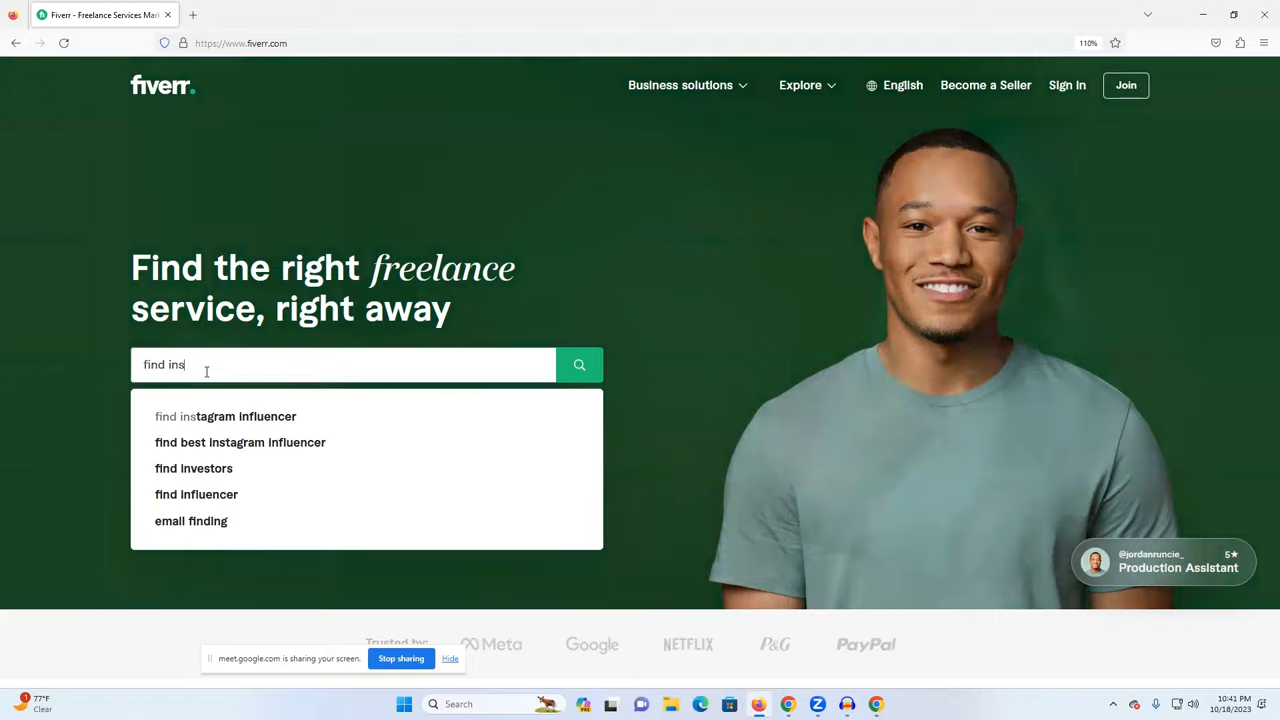 Fiverr - Freelance Services Mar
https://www.fiverr.com
110%
fiverr.
Business solutions
Explore
English
Become a Seller
Sign In
Join
Find the right freelance
service, right away
find ins
find instagram influencer
find best instagram influencer
find investors
find influencer
email finding
@jordanruncie_
5★
Production Assistant
Trusted by:
Meta
Google
NETFLIX
P&G
PayPal
meet.google.com is sharing your screen.
Stop sharing
Hide
1
77°F
Clear
Search
10:41 PM
10/18/2023